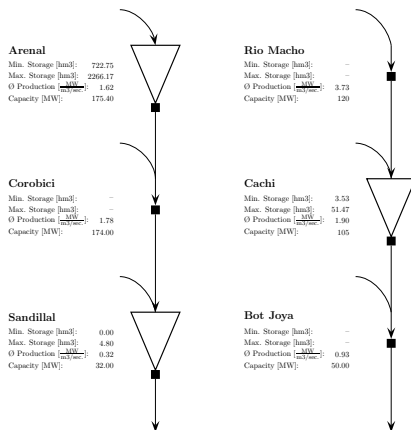 Arenal
Min. Storage [hm3]: 722.75
Max. Storage [hm3]: 2266.17
Ø Production [MW/m3/sec.]: 1.62
Capacity [MW]: 175.40
Corobici
Min. Storage [hm3]: –
Max. Storage [hm3]: –
Ø Production [MW/m3/sec.]: 1.78
Capacity [MW]: 174.00
Sandillal
Min. Storage [hm3]: 0.00
Max. Storage [hm3]: 4.80
Ø Production [MW/m3/sec.]: 0.32
Capacity [MW]: 32.00
Rio Macho
Min. Storage [hm3]: –
Max. Storage [hm3]: –
Ø Production [MW/m3/sec.]: 3.73
Capacity [MW]: 120
Cachi
Min. Storage [hm3]: 3.53
Max. Storage [hm3]: 51.47
Ø Production [MW/m3/sec.]: 1.90
Capacity [MW]: 105
Bot Joya
Min. Storage [hm3]: –
Max. Storage [hm3]: –
Ø Production [MW/m3/sec.]: 0.93
Capacity [MW]: 50.00